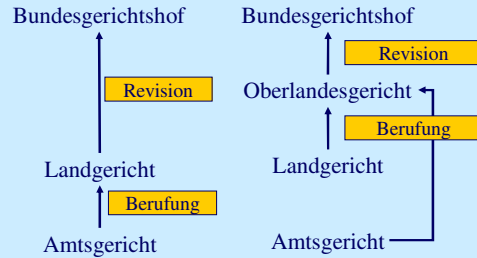 Bundesgerichtshof
Revision
Landgericht
Berufung
Amtsgericht
Bundesgerichtshof
Revision
Oberlandesgericht
Berufung
Landgericht
Amtsgericht